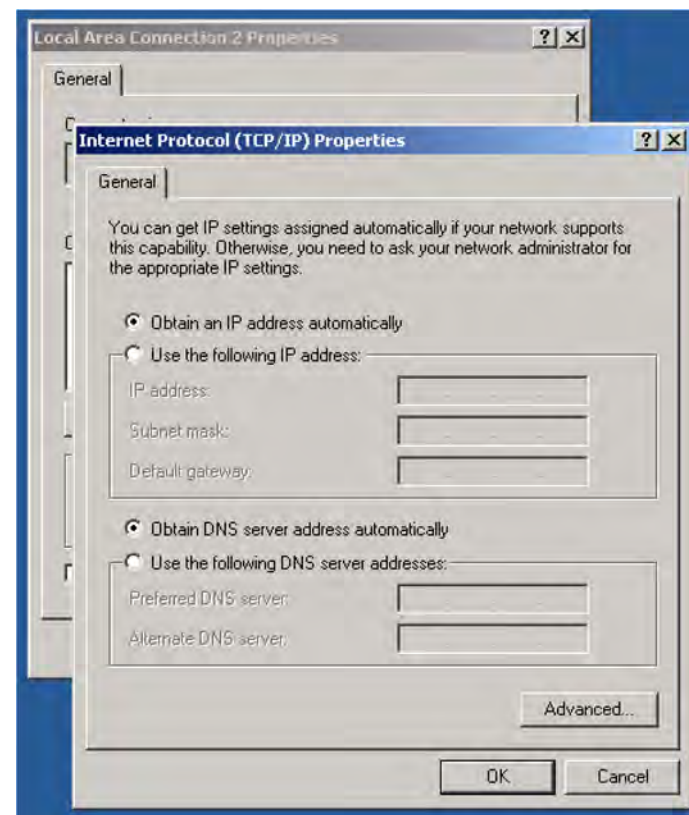 Local Area Connection 2 Properties
General
Internet Protocol (TCP/IP) Properties
General
You can get IP settings assigned automatically if your network supports
this capability. Otherwise, you need to ask your network administrator for
the appropriate IP settings.
Obtain an IP address automatically
Use the following IP address:
IP address:
Subnet mask:
Default gateway:
Obtain DNS server address automatically
Use the following DNS server addresses:
Preferred DNS server:
Alternate DNS server:
Advanced...
OK
Cancel